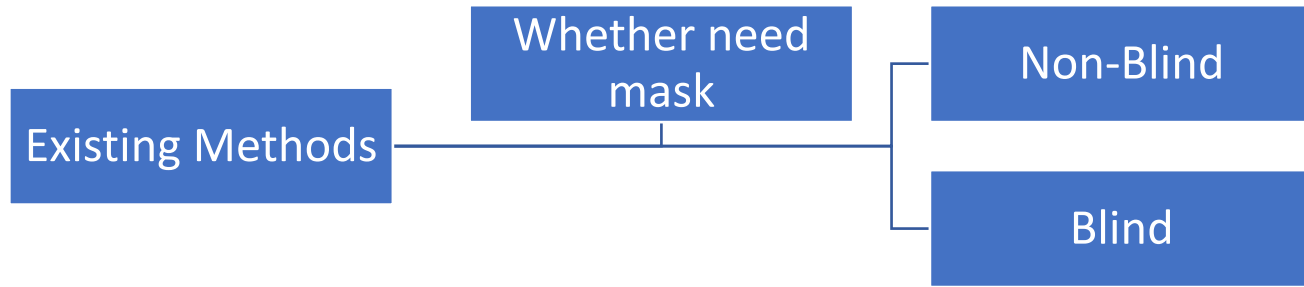 Existing Methods
Whether need
mask
Non-Blind
Blind